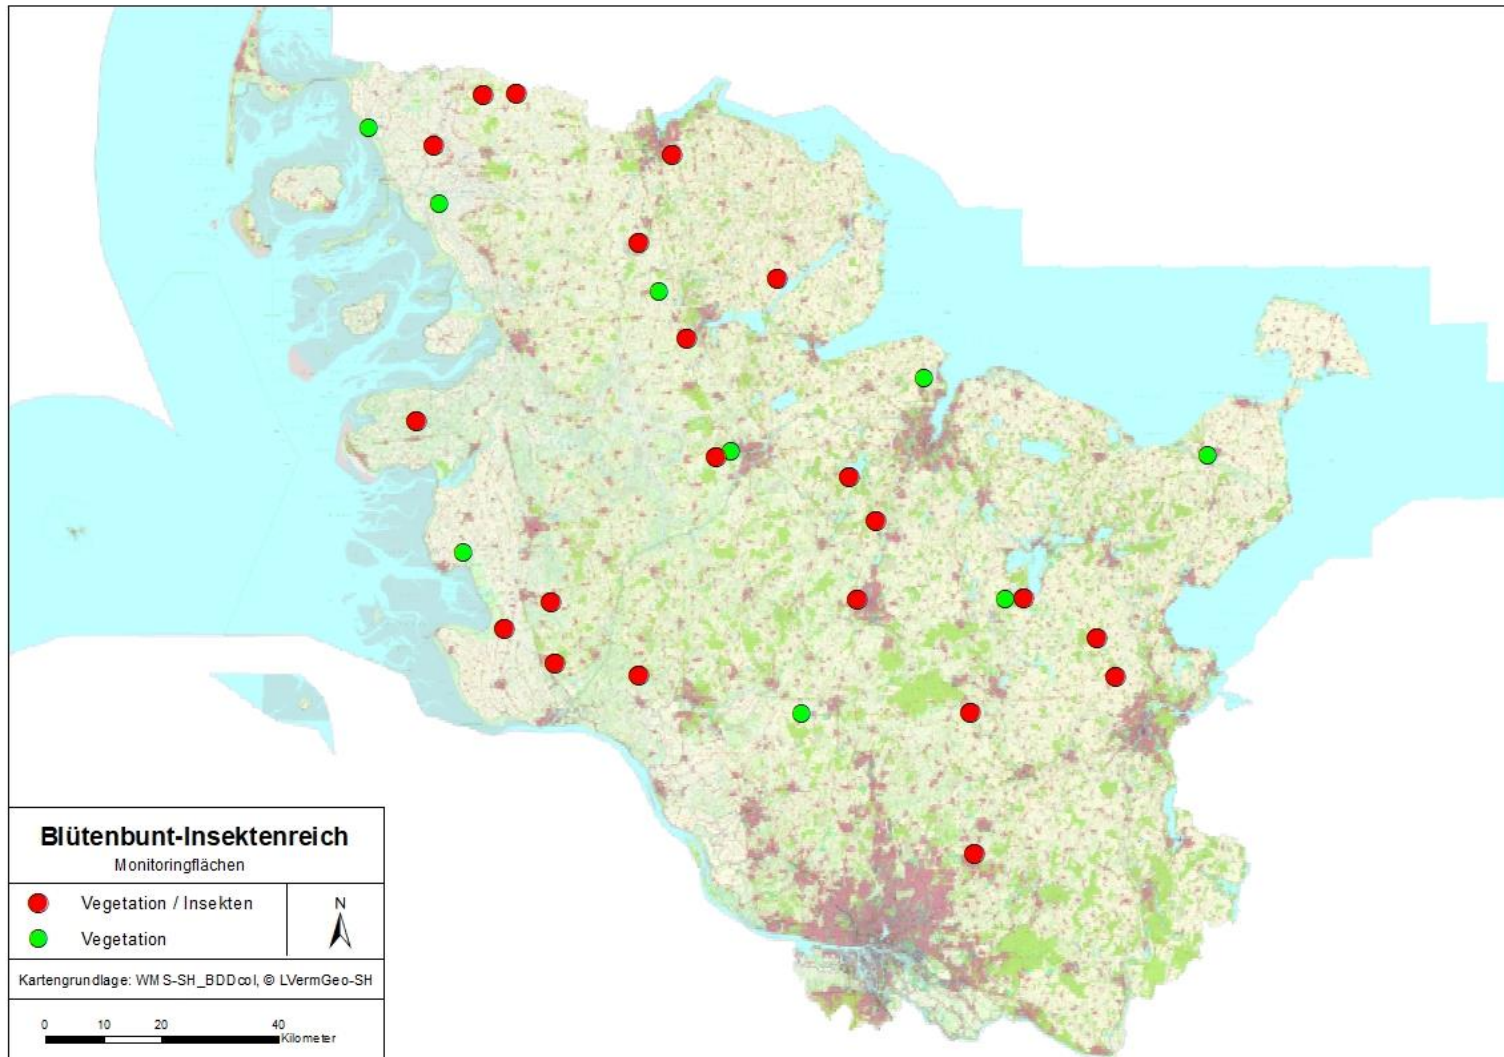 Blütenbunt-Insektenreich
Monitoringflächen
Vegetation / Insekten
Vegetation
N
Kartengrundlage: WMS-SH_BDDcol, © LVermGeo-SH
0 10 20 40
Kilometer